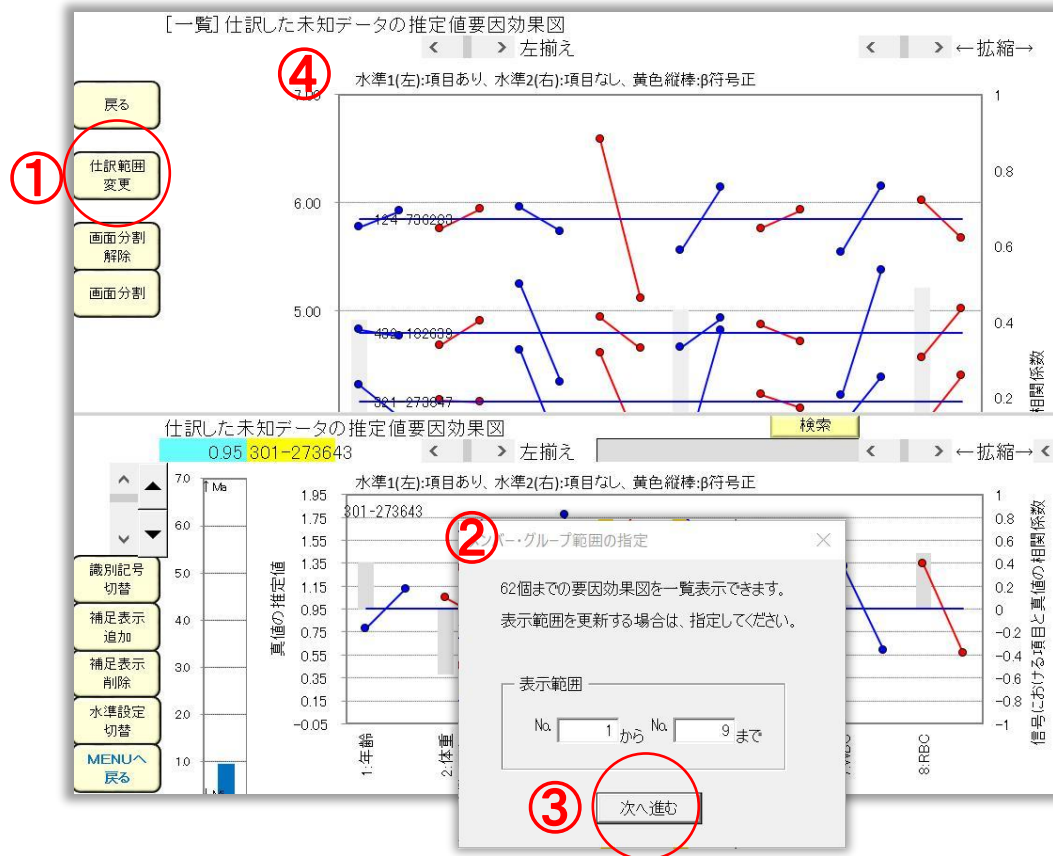 [一覧]仕訳した未知データの推定値要因効果図
左揃え
←拡縮→
④
水準1(左):項目あり、水準2(右):項目なし、黄色縦棒:β符号正
戻る
①
仕訳範囲
変更
画面分割
解除
画面分割
7.00
6.00
5.00
124-736283
432-182639
321-273847
1
0.8
0.6
0.4
0.2
相関係数
仕訳した未知データの推定値要因効果図
検索
0.95 301-273643
左揃え
←拡縮→
水準1(左):項目あり、水準2(右):項目なし、黄色縦棒:β符号正
7.0
↑Ma
6.0
5.0
4.0
3.0
2.0
1.0
識別記号
切替
補足表示
追加
補足表示
削除
水準設定
切替
MENUへ
戻る
真値の推定値
1.95
1.75
1.55
1.35
1.15
0.95
0.75
0.55
0.35
0.15
-0.05
301-273643
1:年齢
2:体重
8:RBC
1
0.8
0.6
0.4
0.2
0
-0.2
-0.4
-0.6
-0.8
-1
信号における項目と真値の相関係数
②
バー・グループ範囲の指定
62個までの要因効果図を一覧表示できます。
表示範囲を更新する場合は、指定してください。
表示範囲
No. 1 から No. 9 まで
③
次へ進む